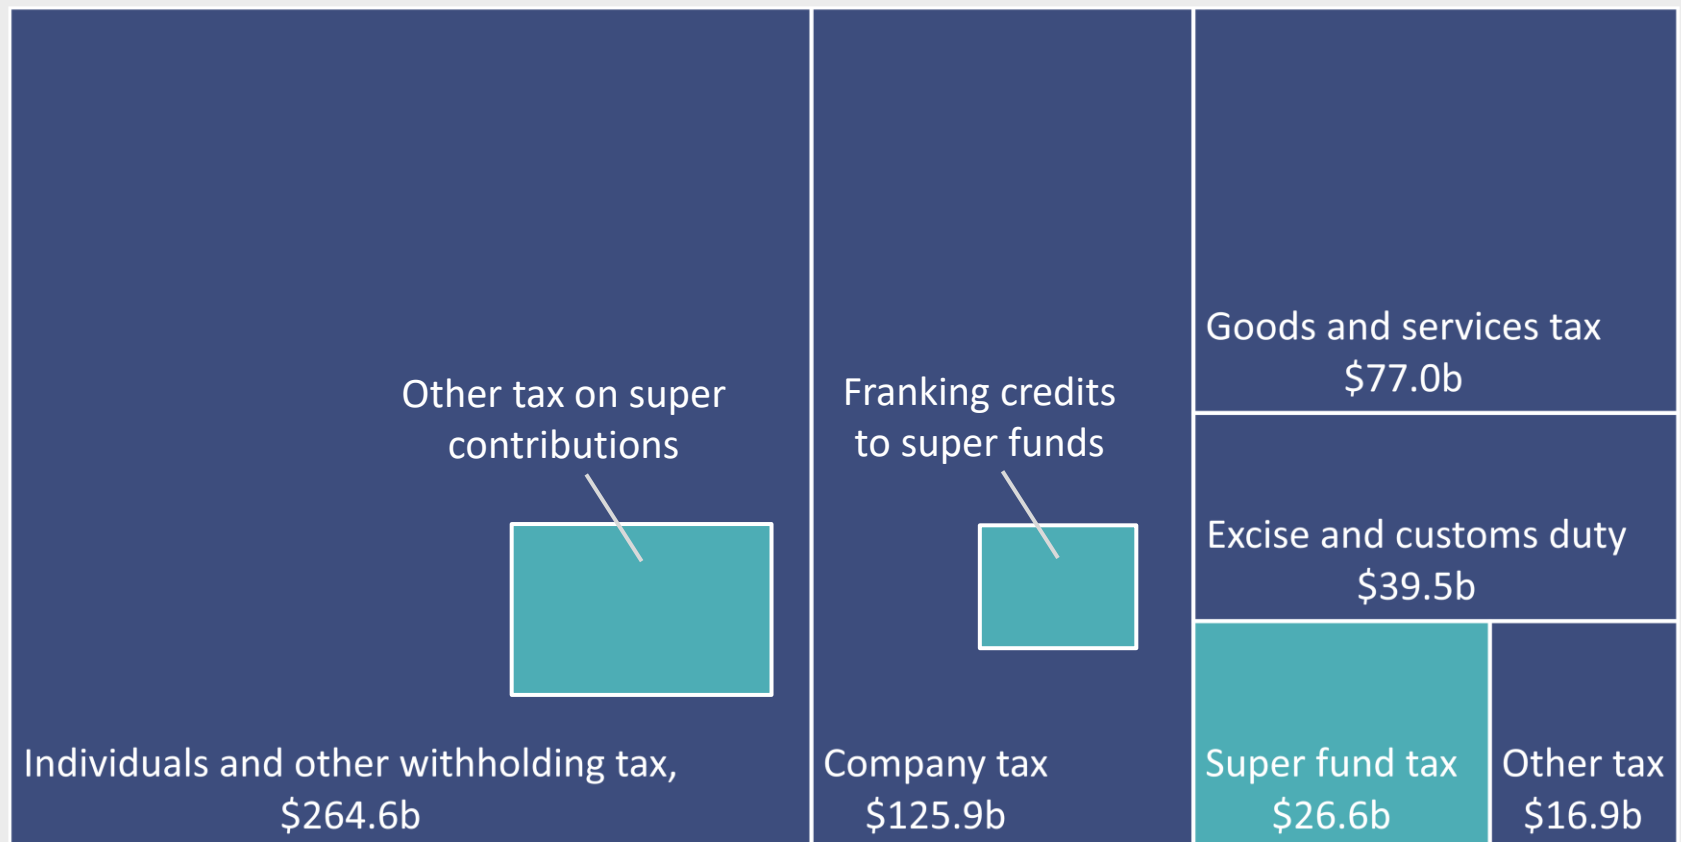 Other tax on super
contributions
Individuals and other withholding tax,
$264.6b
Franking credits
to super funds
Company tax
$125.9b
Goods and services tax
$77.0b
Excise and customs duty
$39.5b
Super fund tax
$26.6b
Other tax
$16.9b